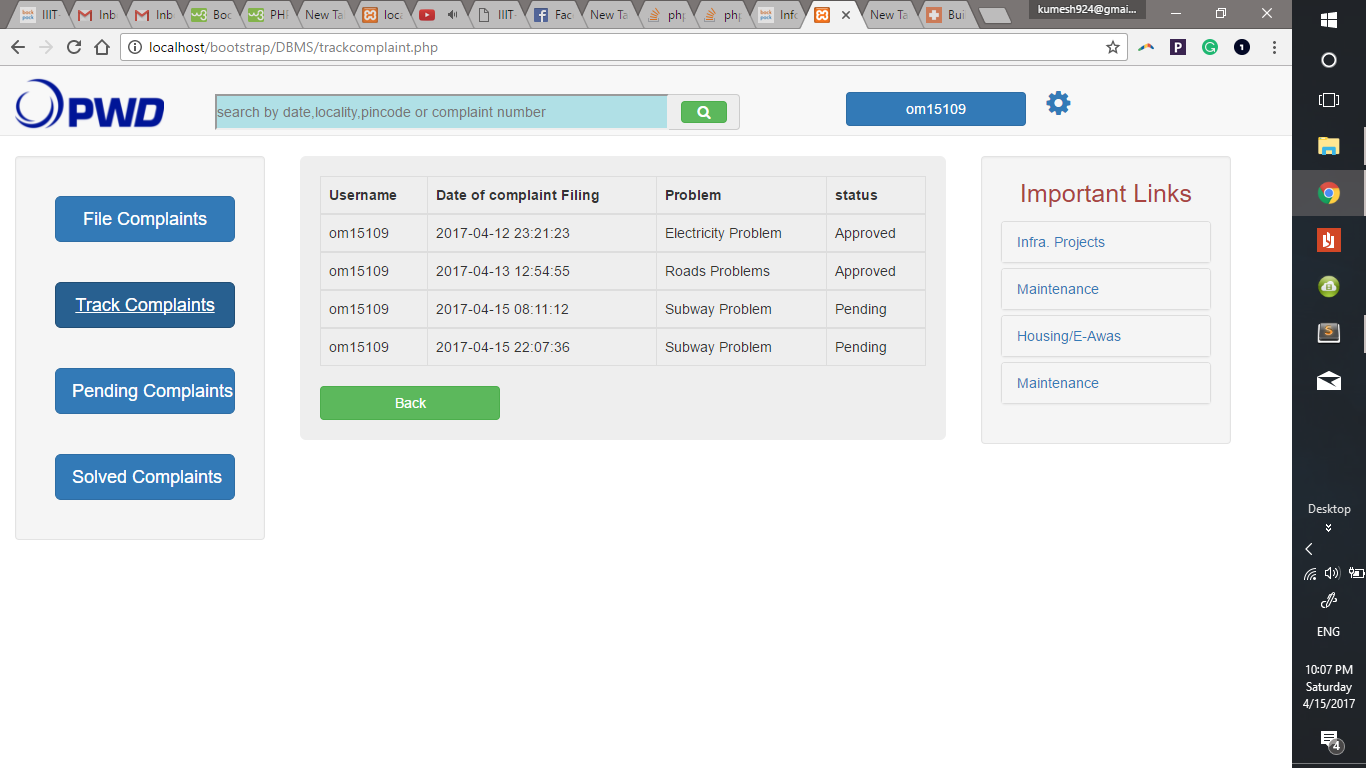 IIIT-
Inb
Inb
Boo
PHP
New Ta
loca
IIIT-
Fac
New Ta
php
php
Info
New Ta
Bui
kumesh924@gmai...
localhost/bootstrap/DBMS/trackcomplaint.php
PWD
search by date,locality,pincode or complaint number
om15109
File Complaints
Track Complaints
Pending Complaints
Solved Complaints
Username Date of complaint Filing Problem status
om15109 2017-04-12 23:21:23 Electricity Problem Approved
om15109 2017-04-13 12:54:55 Roads Problems Approved
om15109 2017-04-15 08:11:12 Subway Problem Pending
om15109 2017-04-15 22:07:36 Subway Problem Pending
Back
Important Links
Infra. Projects
Maintenance
Housing/E-Awas
Maintenance
Desktop
ENG
10:07 PM
Saturday
4/15/2017
4